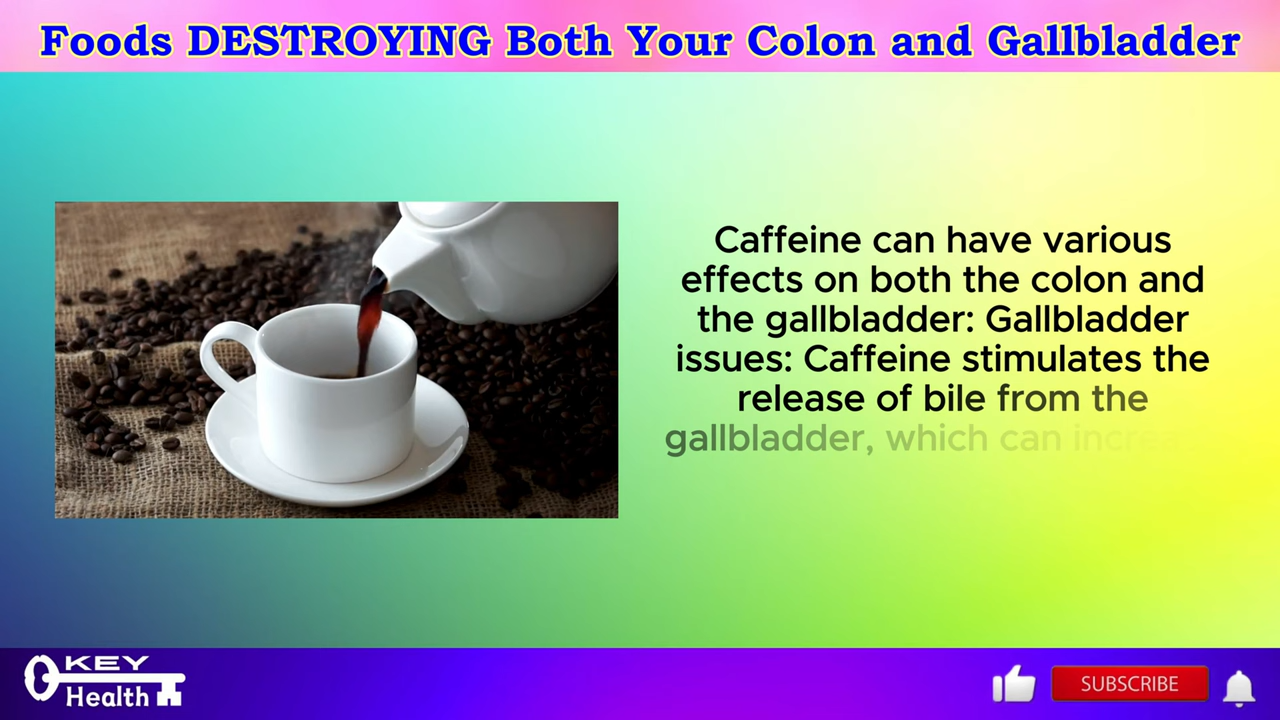 Foods DESTROYING Both Your Colon and Gallbladder
Caffeine can have various
effects on both the colon and
the gallbladder: Gallbladder
issues: Caffeine stimulates the
release of bile from the
gallbladder, which can
KEY
Health
SUBSCRIBE